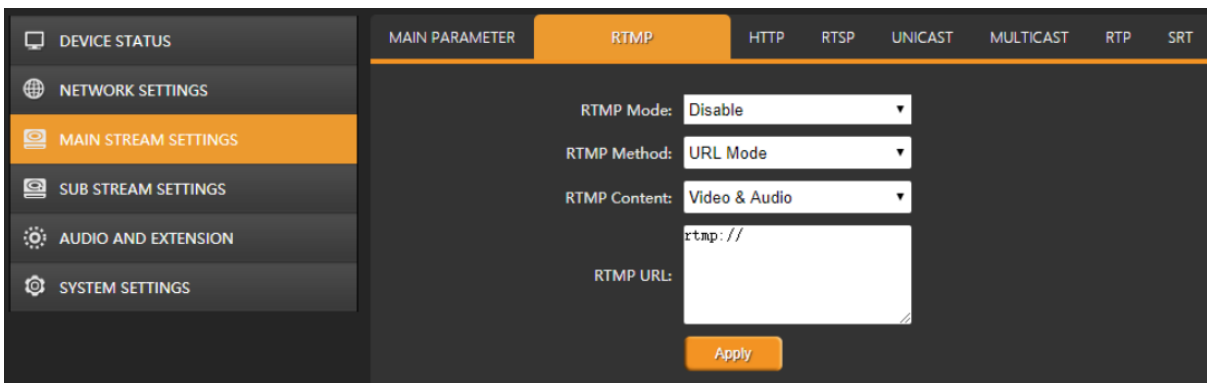 DEVICE STATUS
NETWORK SETTINGS
MAIN STREAM SETTINGS
SUB STREAM SETTINGS
AUDIO AND EXTENSION
SYSTEM SETTINGS
MAIN PARAMETER RTMP HTTP RTSP UNICAST MULTICAST RTP SRT
RTMP Mode: Disable
RTMP Method: URL Mode
RTMP Content: Video & Audio
RTMP URL: rtmp://
Apply